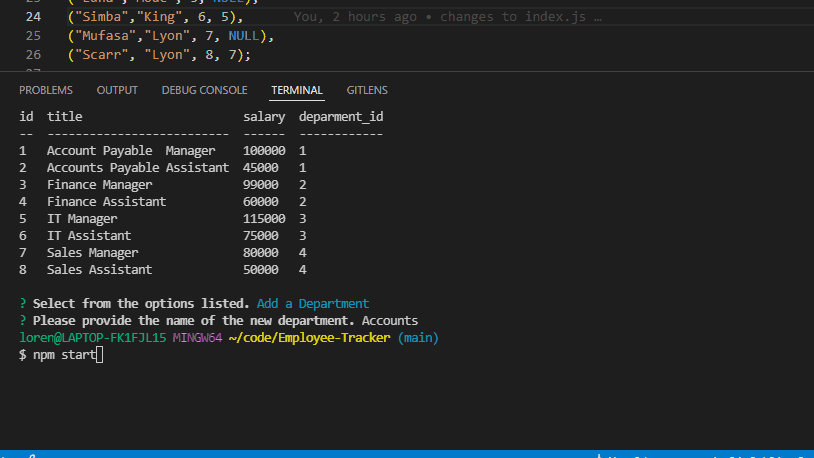 24 ("Simba","King", 6, 5), You, 2 hours ago • changes to index.js …
25 ("Mufasa","Lyon", 7, NULL),
26 ("Scarr", "Lyon", 8, 7);
PROBLEMS OUTPUT DEBUG CONSOLE TERMINAL GITLENS
id title salary deparment_id
-- -------------------------- ------ ------------
1 Account Payable  Manager 100000 1
2 Accounts Payable Assistant 45000 1
3 Finance Manager 99000 2
4 Finance Assistant 60000 2
5 IT Manager 115000 3
6 IT Assistant 75000 3
7 Sales Manager 80000 4
8 Sales Assistant 50000 4
? Select from the options listed. Add a Department
? Please provide the name of the new department. Accounts
loren@LAPTOP-FK1FJL15 MINGW64 ~/code/Employee-Tracker (main)
$ npm start